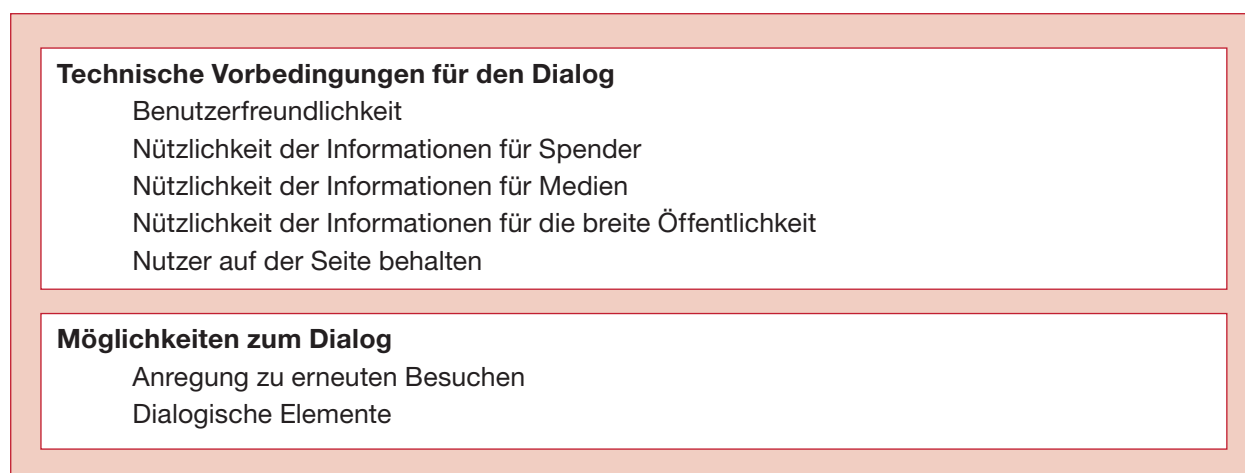 Technische Vorbedingungen für den Dialog
Benutzerfreundlichkeit
Nützlichkeit der Informationen für Spender
Nützlichkeit der Informationen für Medien
Nützlichkeit der Informationen für die breite Öffentlichkeit
Nutzer auf der Seite behalten
Möglichkeiten zum Dialog
Anregung zu erneuten Besuchen
Dialogische Elemente